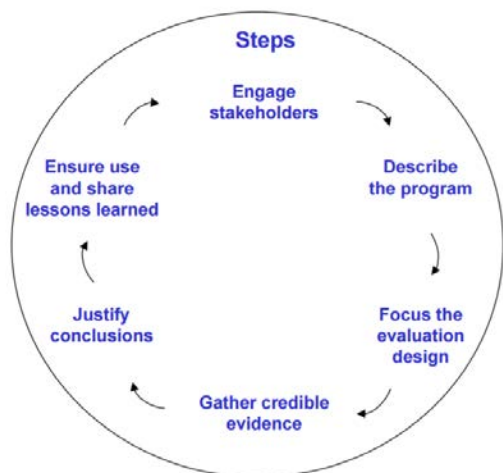 Steps
Engage
stakeholders
Describe
the program
Focus the
evaluation
design
Gather credible
evidence
Justify
conclusions
Ensure use
and share
lessons learned